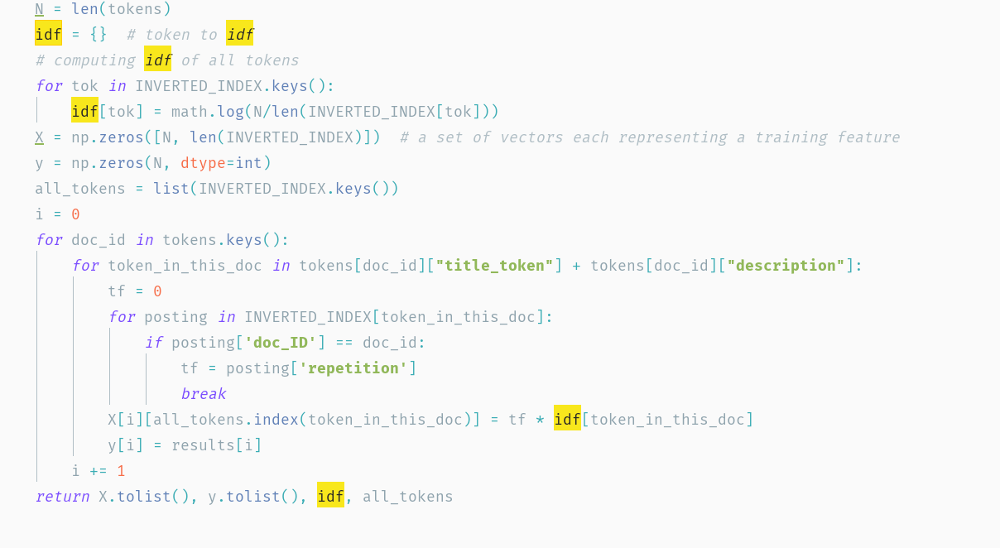 N = len(tokens)
idf = {}  # token to idf
# computing idf of all tokens
for tok in INVERTED_INDEX.keys():
    idf[tok] = math.log(N/len(INVERTED_INDEX[tok]))
X = np.zeros([N, len(INVERTED_INDEX)])  # a set of vectors each representing a training feature
y = np.zeros(N, dtype=int)
all_tokens = list(INVERTED_INDEX.keys())
i = 0
for doc_id in tokens.keys():
    for token_in_this_doc in tokens[doc_id]["title_token"] + tokens[doc_id]["description"]:
        tf = 0
        for posting in INVERTED_INDEX[token_in_this_doc]:
            if posting['doc_ID'] == doc_id:
                tf = posting['repetition']
                break
        X[i][all_tokens.index(token_in_this_doc)] = tf * idf[token_in_this_doc]
        y[i] = results[i]
    i += 1
return X.tolist(), y.tolist(), idf, all_tokens